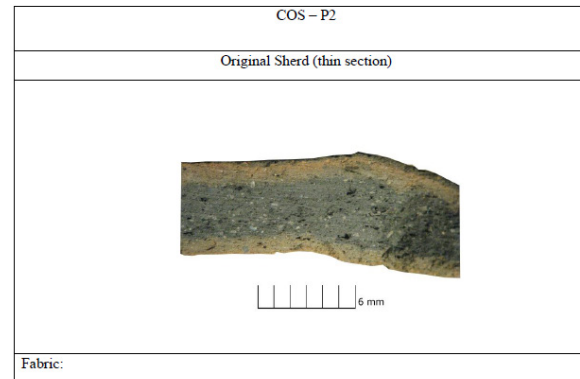 COS – P2
Original Sherd (thin section)
6 mm
Fabric: